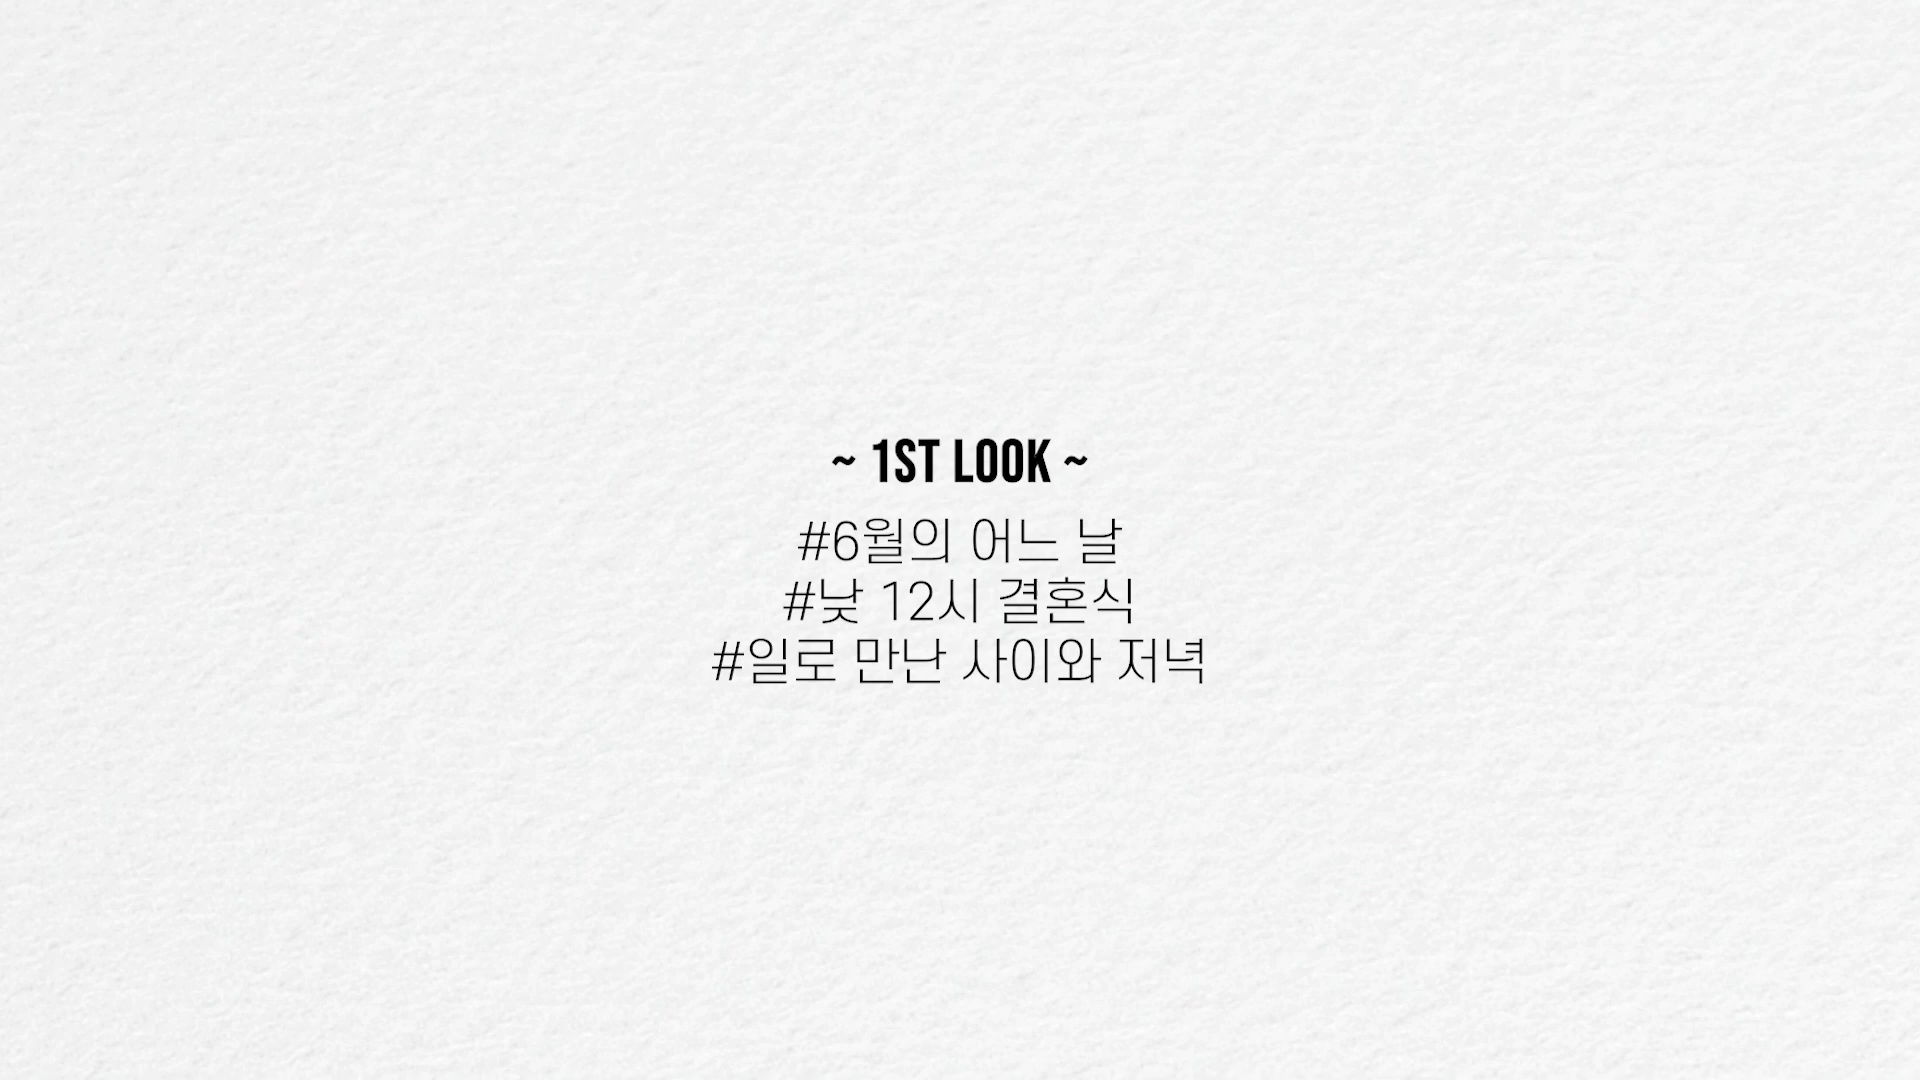 ~ 1ST LOOK ~
#6월의 어느 날
#낮 12시 결혼식
#일로 만난 사이와 저녁